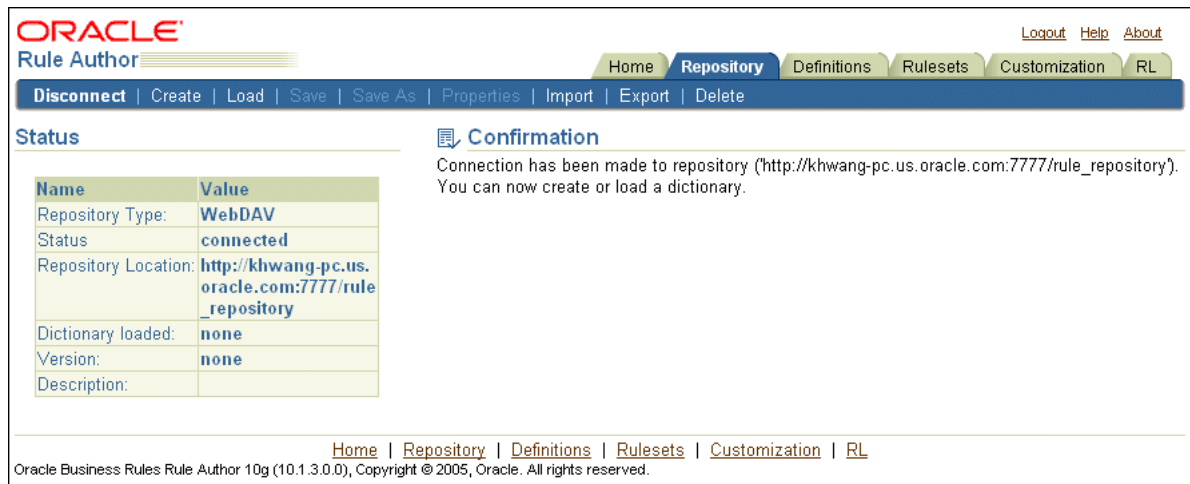 ORACLE
Logout Help About
Rule Author
Home Repository Definitions Rulesets Customization RL
Disconnect | Create | Load | Save | Save As | Properties | Import | Export | Delete
Status
Name Value
Repository Type: WebDAV
Status connected
Repository Location: http://khwang-pc.us.
oracle.com:7777/rule
_repository
Dictionary loaded: none
Version: none
Description:
Confirmation
Connection has been made to repository ('http://khwang-pc.us.oracle.com:7777/rule_repository').
You can now create or load a dictionary.
Home | Repository | Definitions | Rulesets | Customization | RL
Oracle Business Rules Rule Author 10g (10.1.3.0.0), Copyright © 2005, Oracle. All rights reserved.